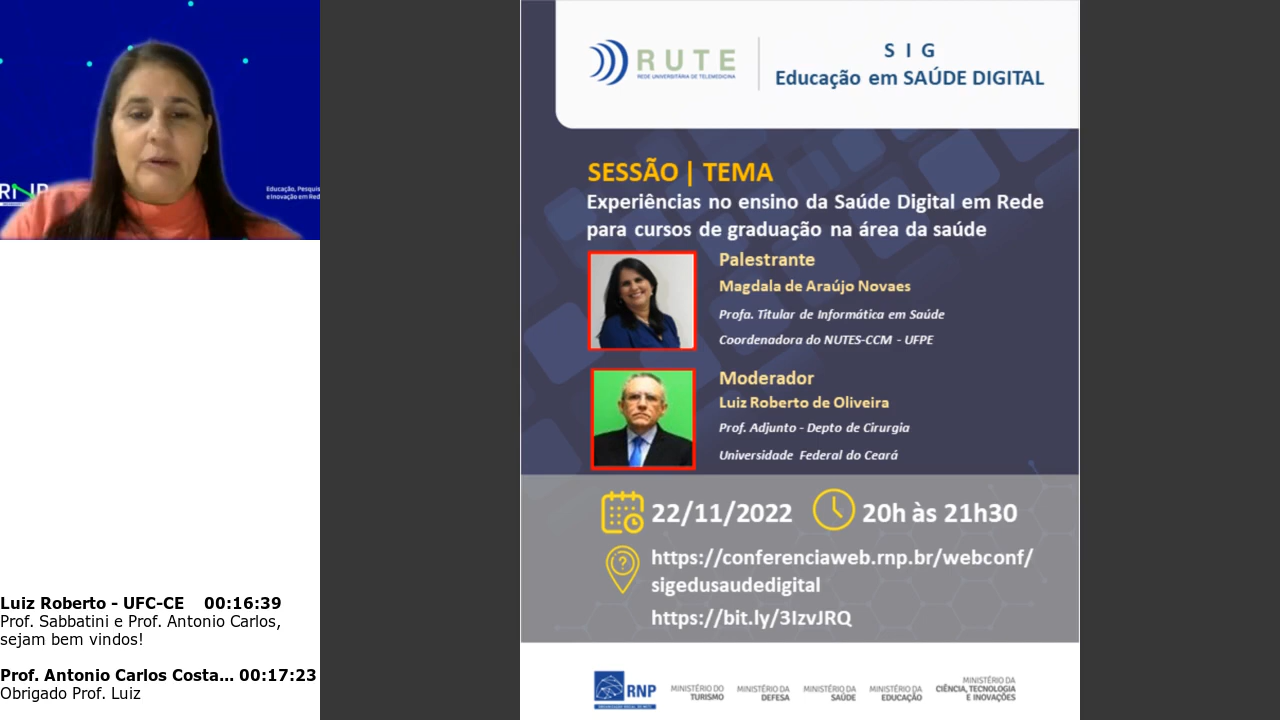 RNP
Educação, Pesquis
e Inovação em Red
Luiz Roberto - UFC-CE 00:16:39
Prof. Sabbatini e Prof. Antonio Carlos,
sejam bem vindos!
Prof. Antonio Carlos Costa... 00:17:23
Obrigado Prof. Luiz
RUTE
REDE UNIVERSITÁRIA DE TELEMEDICINA
SIG
Educação em SAÚDE DIGITAL
SESSÃO | TEMA
Experiências no ensino da Saúde Digital em Rede
para cursos de graduação na área da saúde
Palestrante
Magdala de Araújo Novaes
Profa. Titular de Informática em Saúde
Coordenadora do NUTES-CCM - UFPE
Moderador
Luiz Roberto de Oliveira
Prof. Adjunto - Depto de Cirurgia
Universidade Federal do Ceará
22/11/2022
20h às 21h30
https://conferenciaweb.rnp.br/webconf/
sigedusaudedigital
https://bit.ly/3IzvJRQ
RNP
MINISTÉRIO DO
TURISMO
MINISTÉRIO DA
DEFESA
MINISTÉRIO DA
SAÚDE
MINISTÉRIO DA
EDUCAÇÃO
MINISTÉRIO DA
CIÊNCIA, TECNOLOGIA
E INOVAÇÕES